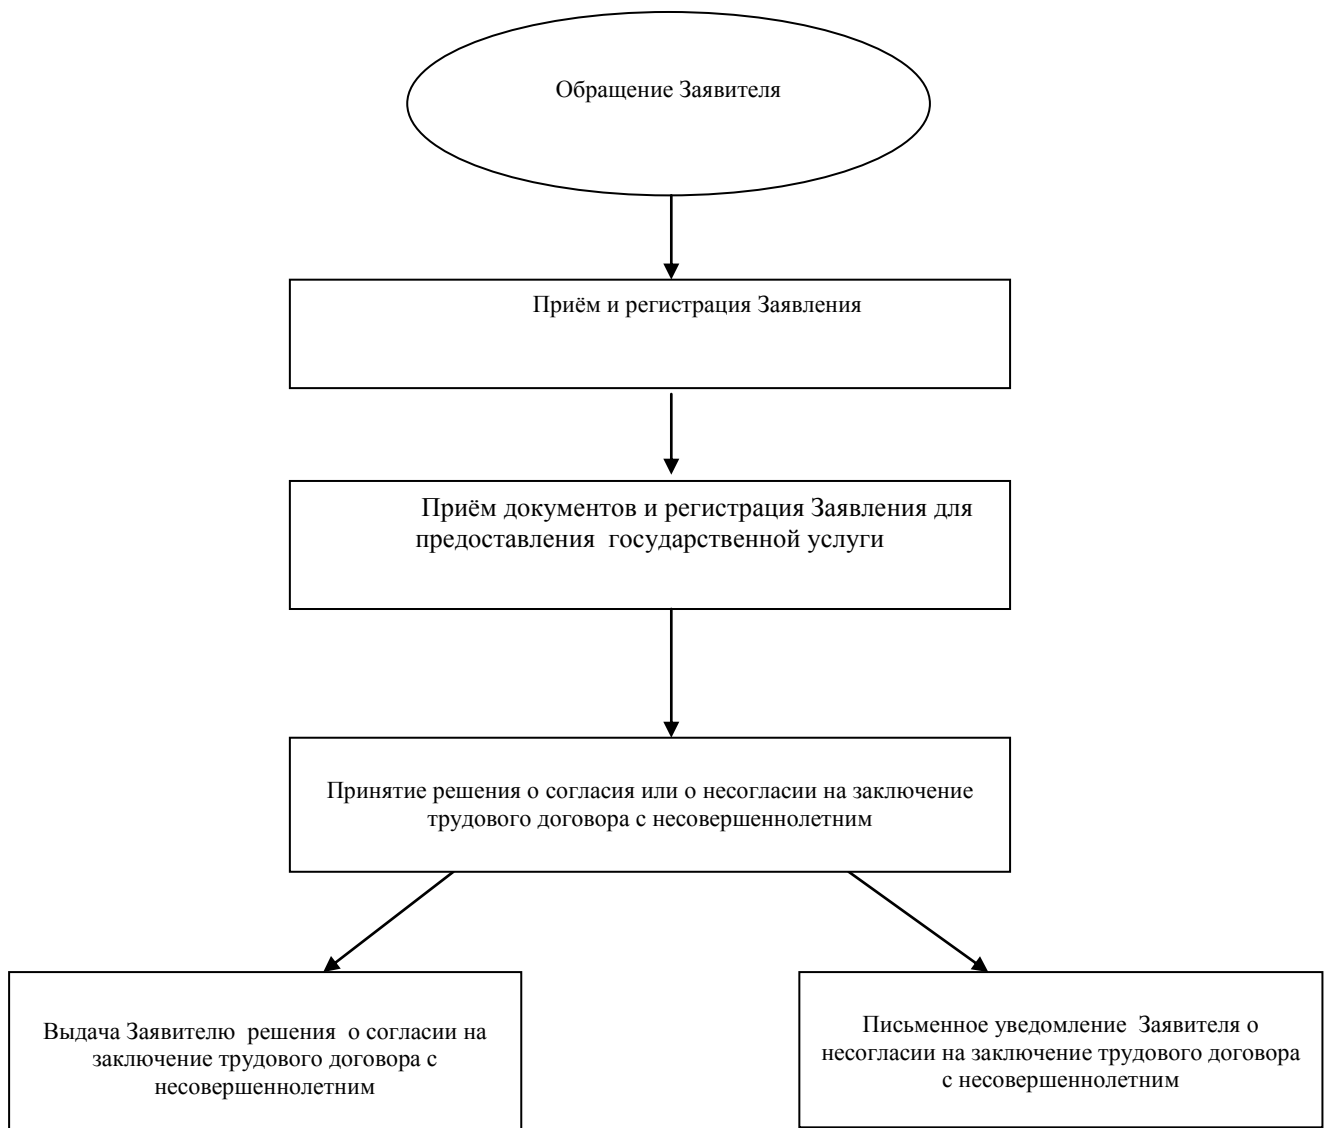 Обращение Заявителя
Приём и регистрация Заявления
Приём документов и регистрация Заявления для
предоставления государственной услуги
Принятие решения о согласия или о несогласии на заключение
трудового договора с несовершеннолетним
Выдача Заявителю решения о согласии на
заключение трудового договора с
несовершеннолетним
Письменное уведомление Заявителя о
несогласии на заключение трудового договора
с несовершеннолетним